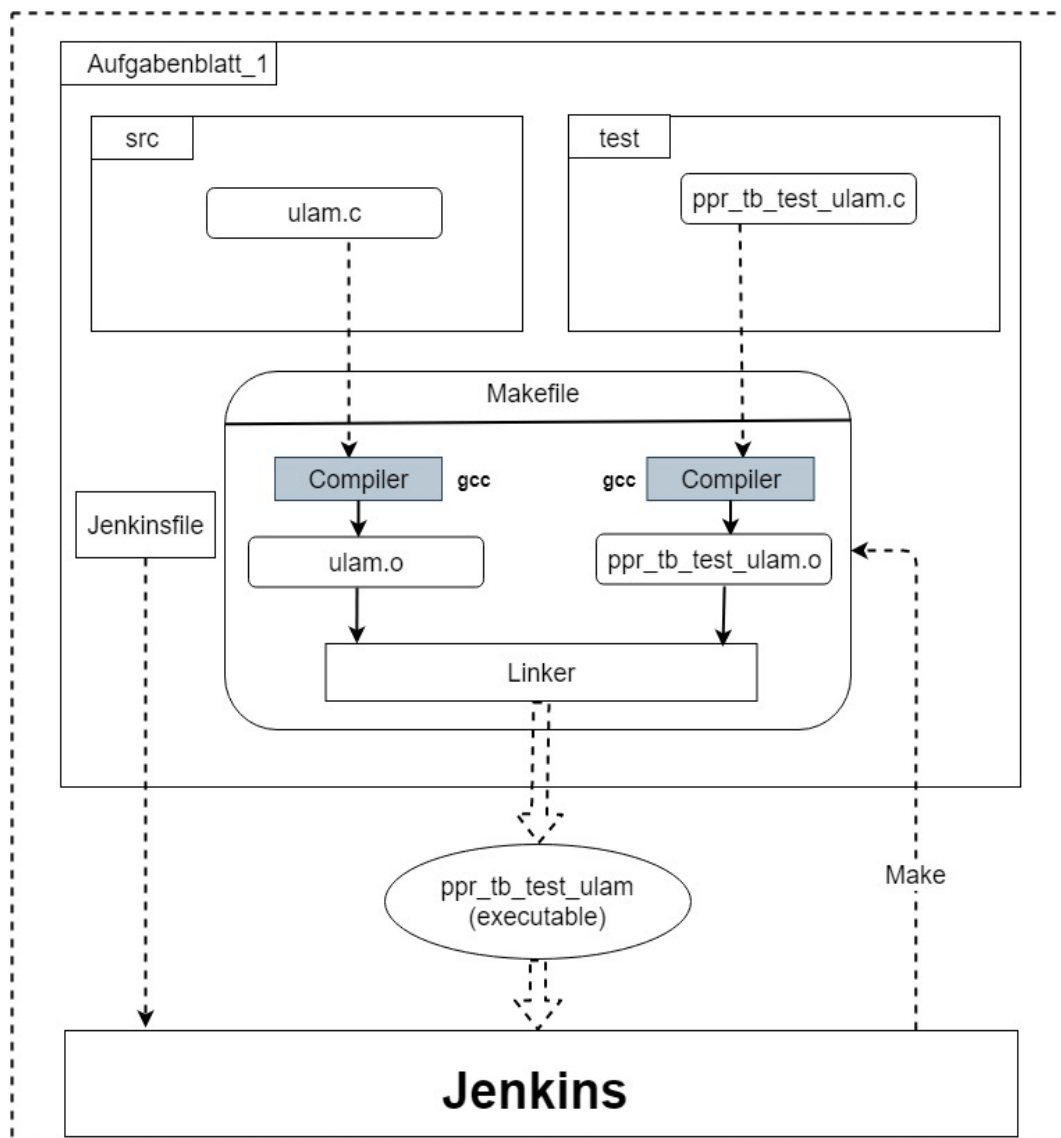 Aufgabenblatt_1
src
test
ulam.c
ppr_tb_test_ulam.c
Makefile
Compiler
gcc
gcc
Compiler
Jenkinsfile
ulam.o
ppr_tb_test_ulam.o
Linker
ppr_tb_test_ulam
(executable)
Make
Jenkins